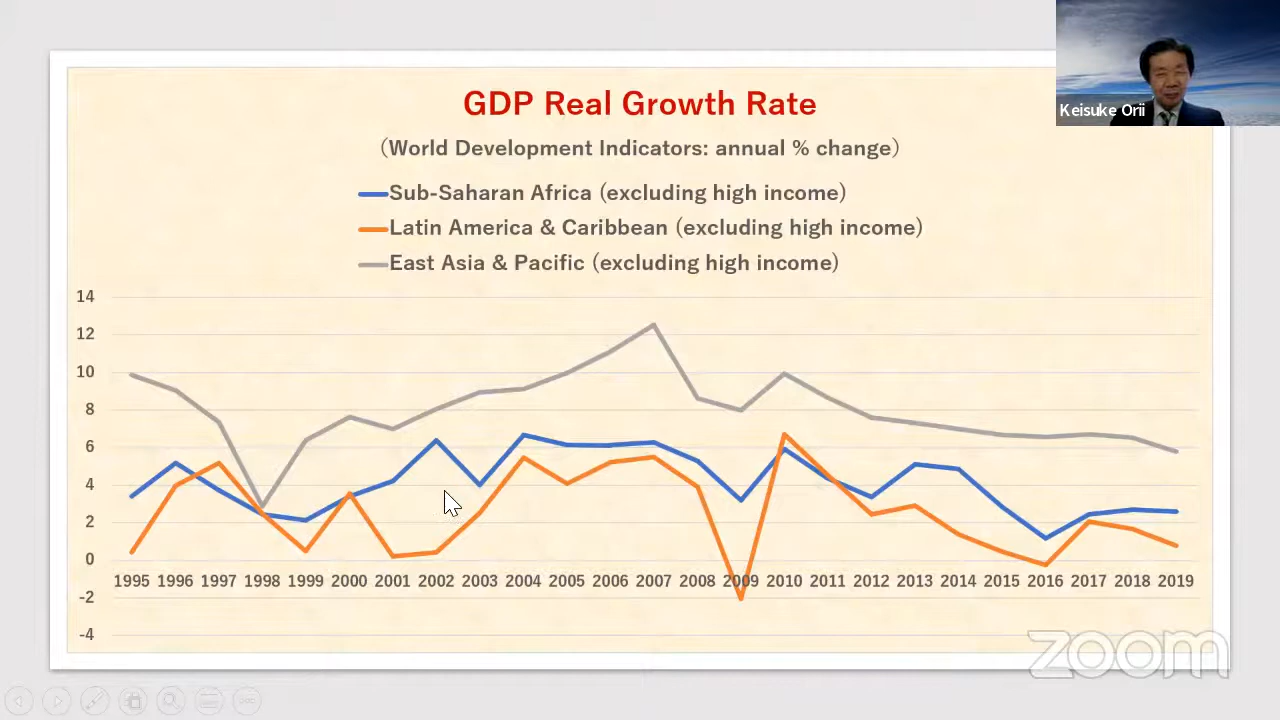 Keisuke Orii
GDP Real Growth Rate
(World Development Indicators: annual % change)
Sub-Saharan Africa (excluding high income)
Latin America & Caribbean (excluding high income)
East Asia & Pacific (excluding high income)
14
12
10
8
6
4
2
0
1995 1996 1997 1998 1999 2000 2001 2002 2003 2004 2005 2006 2007 2008 2009 2010 2011 2012 2013 2014 2015 2016 2017 2018 2019
-2
-4
zoom